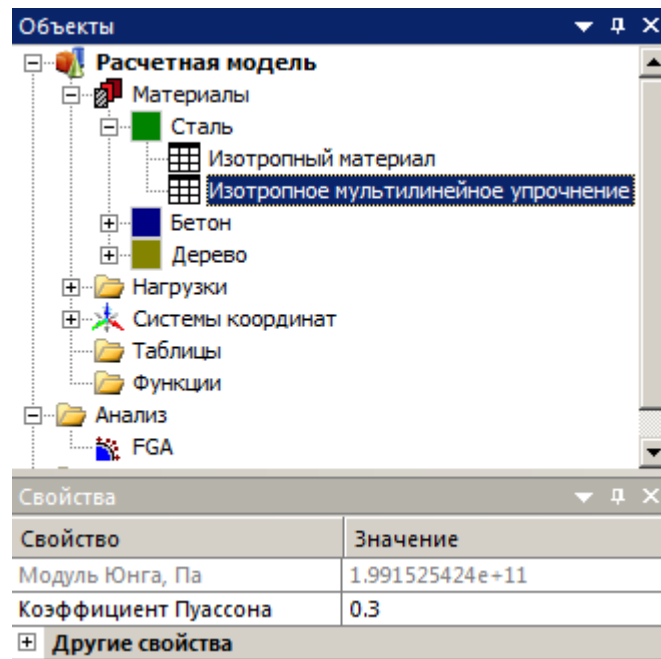 Объекты
Расчетная модель
Материалы
Сталь
Изотропный материал
Изотропное мультилинейное упрочнение
Бетон
Дерево
Нагрузки
Системы координат
Таблицы
Функции
Анализ
FGA
Свойства
Свойство Значение
Модуль Юнга, Па 1.991525424e+11
Коэффициент Пуассона 0.3
Другие свойства